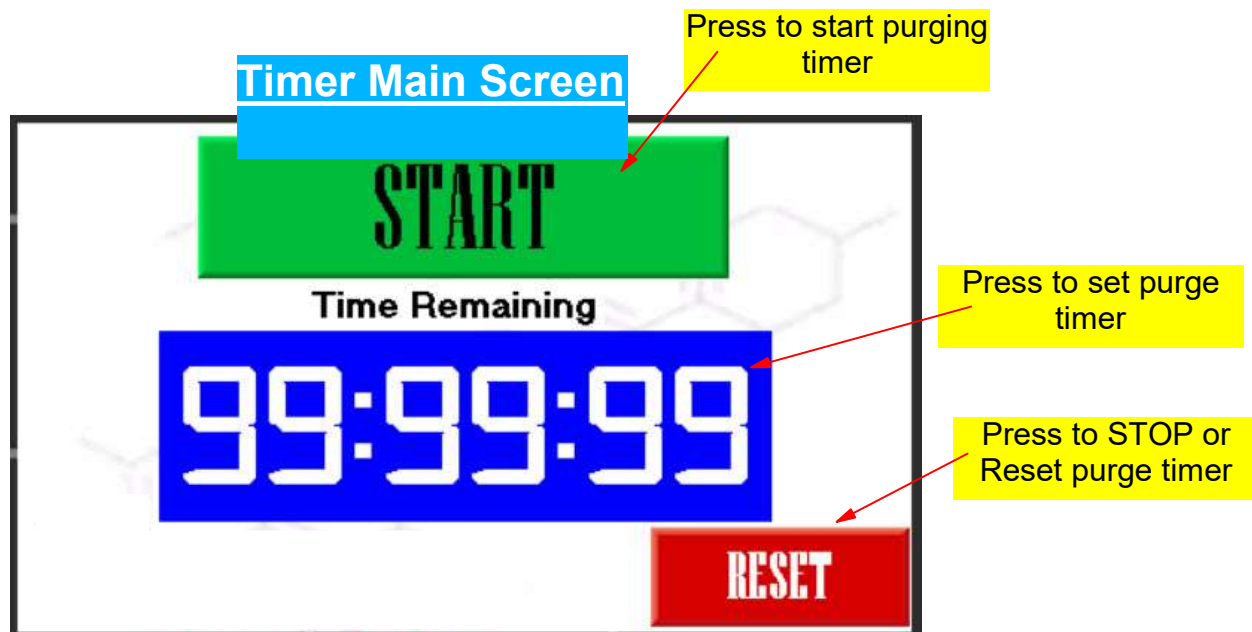 Press to start purging
timer
Timer Main Screen
START
Time Remaining
Press to set purge
timer
99:99:99
Press to STOP or
Reset purge timer
RESET